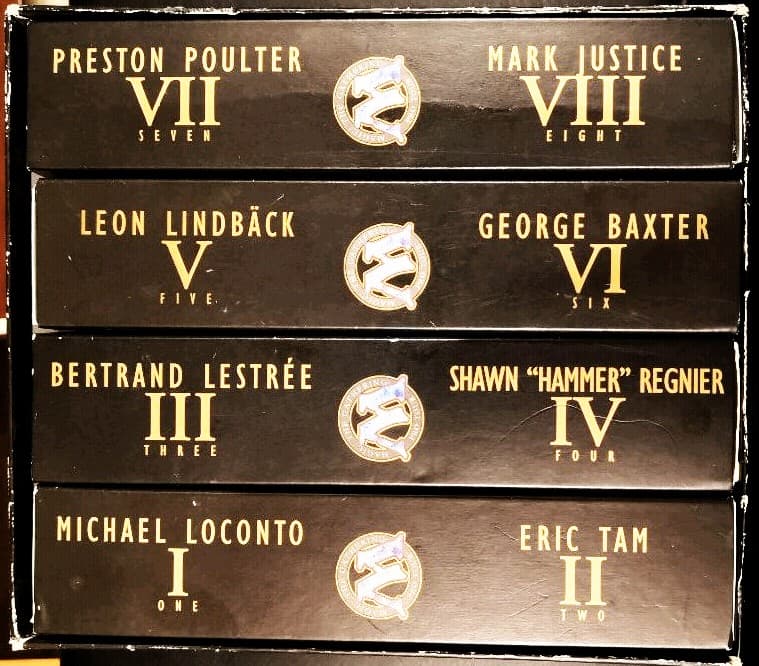 PRESTON POULTER
VII
SEVEN
MARK JUSTICE
VIII
EIGHT
LEON LINDBÄCK
V
FIVE
GEORGE BAXTER
VI
SIX
BERTRAND LESTRÉE
III
THREE
SHAWN “HAMMER” REGNIER
IV
FOUR
MICHAEL LOCONTO
I
ONE
ERIC TAM
II
TWO